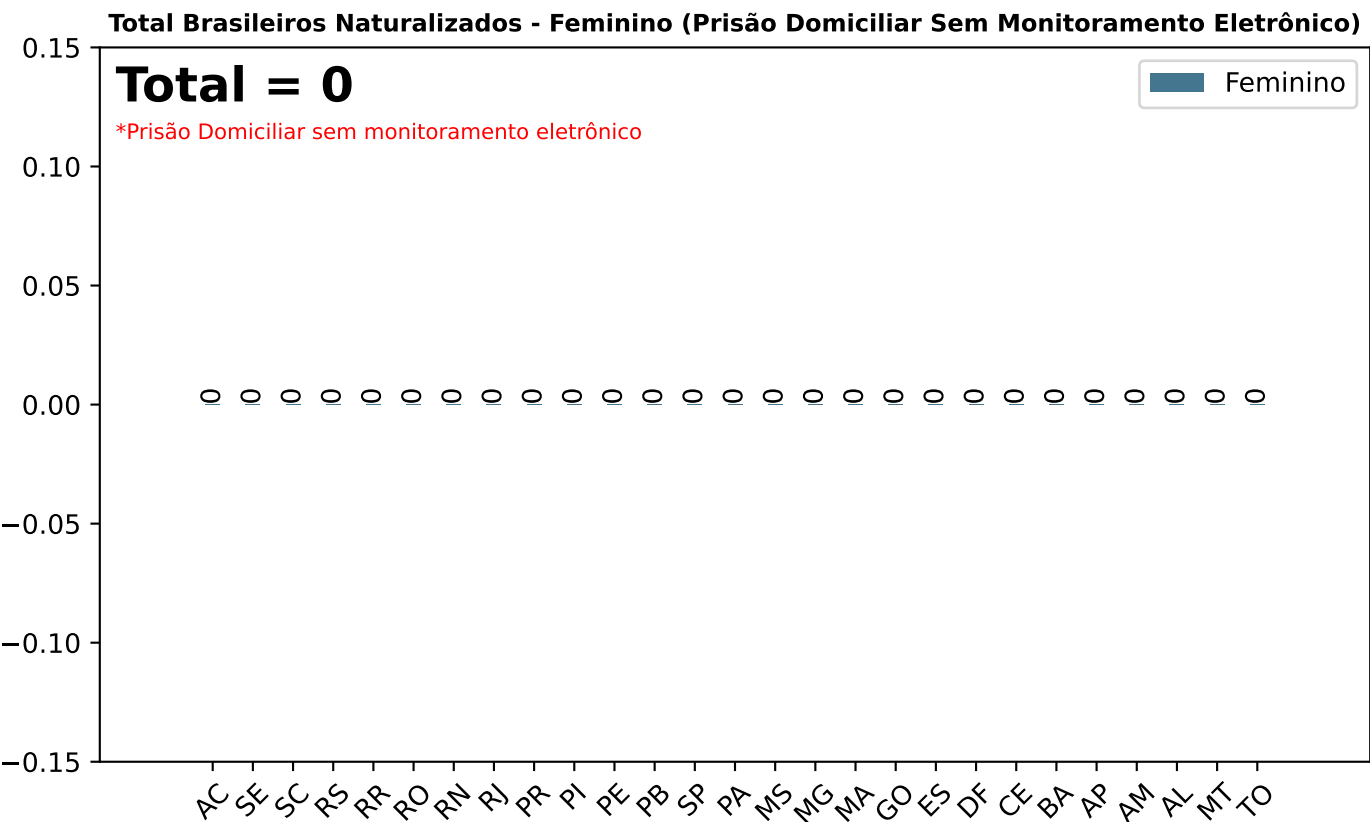 Total Brasileiros Naturalizados - Feminino (Prisão Domiciliar Sem Monitoramento Eletrônico)
0.15
Total = 0
Feminino
*Prisão Domiciliar sem monitoramento eletrônico
0.10
0.05
0 0 0 0 0 0 0 0 0 0 0 0 0 0 0 0 0 0 0 0 0 0 0 0 0 0 0
0.00
−0.05
−0.10
−0.15
AC SE SC RS RR RO RN RJ PR PI PE PB SP PA MS MG MA GO ES DF CE BA AP AM AL MT TO